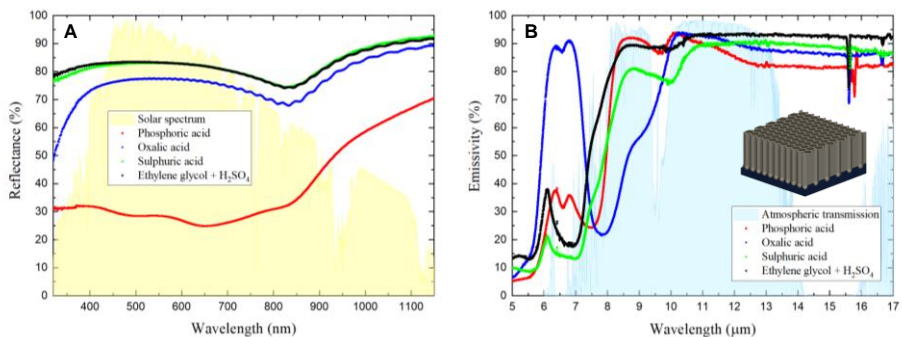 A
Reflectance (%)
100
90
80
70
60
50
40
30
20
10
0
Solar spectrum
Phosphoric acid
Oxalic acid
Sulphuric acid
Ethylene glycol + H₂SO₄
400 500 600 700 800 900 1000 1100
Wavelength (nm)
B
Emissivity (%)
100
90
80
70
60
50
40
30
20
10
0
Atmospheric transmission
Phosphoric acid
Oxalic acid
Sulphuric acid
Ethylene glycol + H₂SO₄
5 6 7 8 9 10 11 12 13 14 15 16 17
Wavelength (μm)